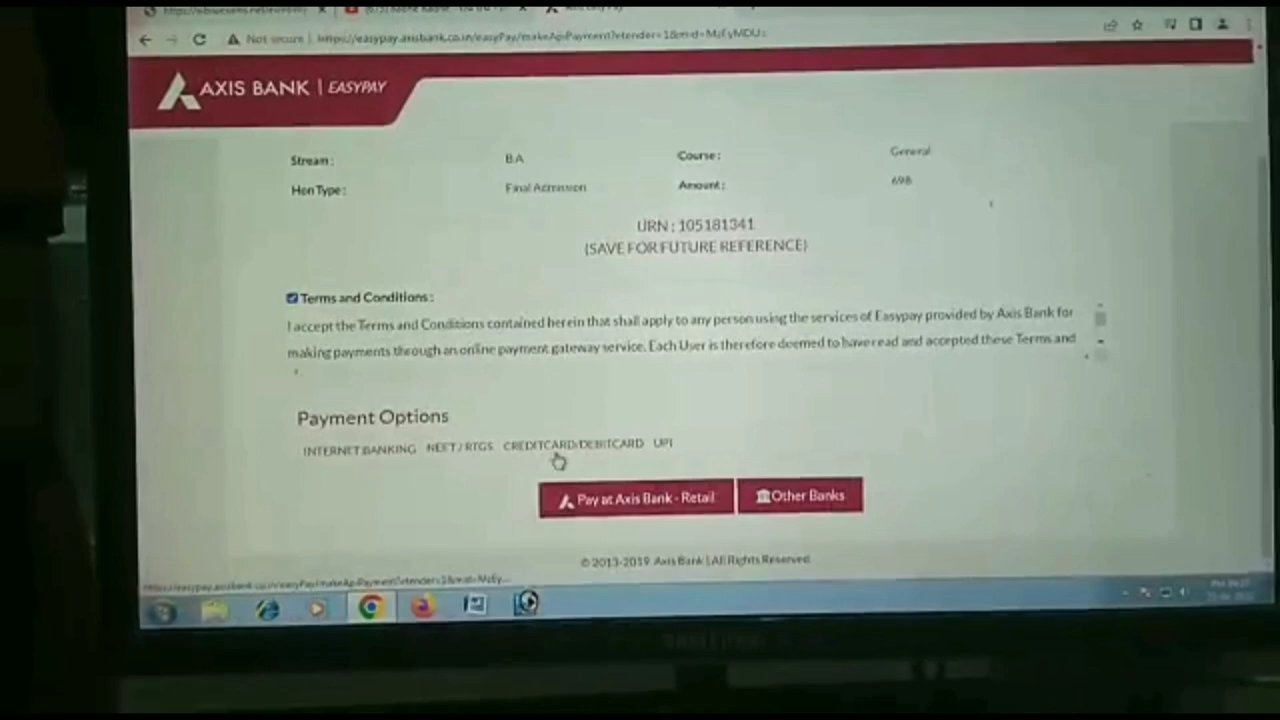 Not secure
AXIS BANK | EASYPAY
Stream : BA Course : General
Hon Type : Final Admission Amount : 698
URN : 105181341
(SAVE FOR FUTURE REFERENCE)
Terms and Conditions :
I accept the Terms and Conditions contained herein that shall apply to any person using the services of Easypay provided by Axis Bank for
making payments through an online payment gateway service. Each User is therefore deemed to have read and accepted these Terms and
Payment Options
INTERNET BANKING NEFT / RTGS CREDITCARD/DEBITCARD UPI
Pay at Axis Bank - Retail Other Banks
© 2013-2019 Axis Bank | All Rights Reserved